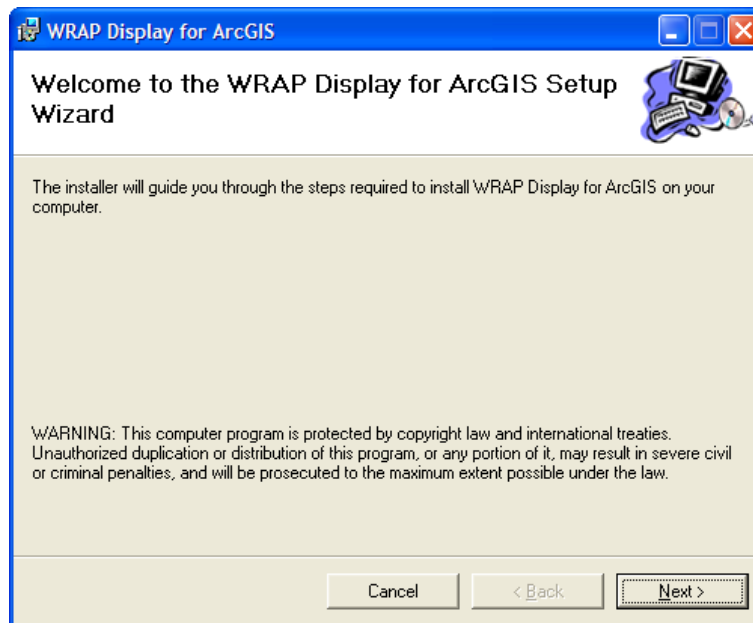 WRAP Display for ArcGIS
Welcome to the WRAP Display for ArcGIS Setup
Wizard
The installer will guide you through the steps required to install WRAP Display for ArcGIS on your
computer.
WARNING: This computer program is protected by copyright law and international treaties.
Unauthorized duplication or distribution of this program, or any portion of it, may result in severe civil
or criminal penalties, and will be prosecuted to the maximum extent possible under the law.
Cancel
< Back
Next >